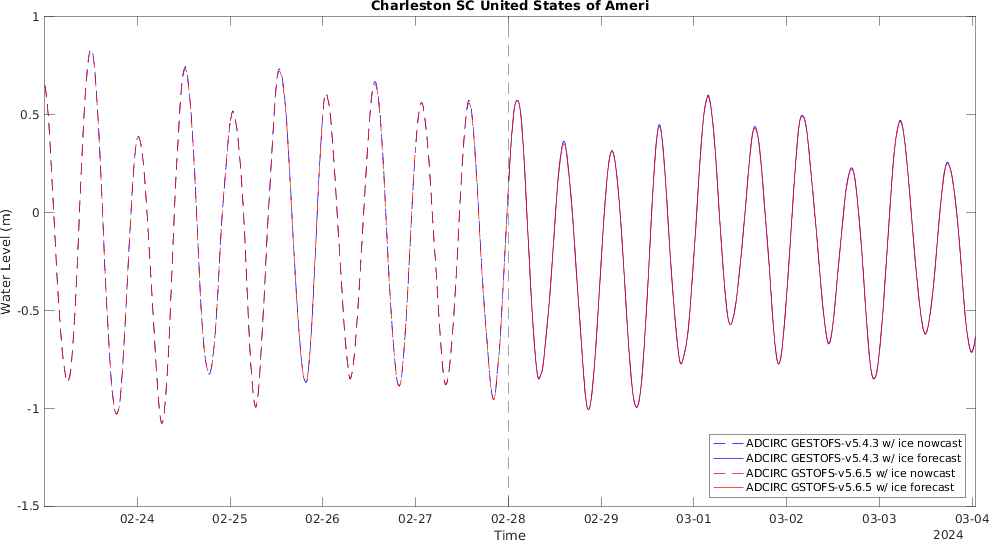 Charleston SC United States of Ameri
Water Level (m)
1
0.5
0
-0.5
-1
-1.5
ADCIRC GESTOFS-v5.4.3 w/ ice nowcast
ADCIRC GESTOFS-v5.4.3 w/ ice forecast
ADCIRC GSTOFS-v5.6.5 w/ ice nowcast
ADCIRC GSTOFS-v5.6.5 w/ ice forecast
02-24 02-25 02-26 02-27 02-28 02-29 03-01 03-02 03-03 03-04
Time
2024